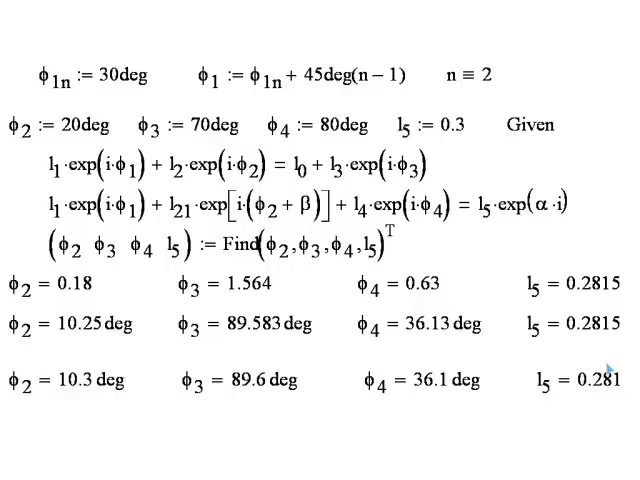 ϕ1n := 30deg ϕ1 := ϕ1n + 45deg(n − 1) n ≡ 2
ϕ2 := 20deg ϕ3 := 70deg ϕ4 := 80deg l5 := 0.3 Given
l1·exp(i·ϕ1) + l2·exp(i·ϕ2) = l0 + l3·exp(i·ϕ3)
l1·exp(i·ϕ1) + l21·exp[i·(ϕ2 + β)] + l4·exp(i·ϕ4) = l5·exp(α·i)
(ϕ2 ϕ3 ϕ4 l5) := Find(ϕ2,ϕ3,ϕ4,l5)^T
ϕ2 = 0.18 ϕ3 = 1.564 ϕ4 = 0.63 l5 = 0.2815
ϕ2 = 10.25 deg ϕ3 = 89.583 deg ϕ4 = 36.13 deg l5 = 0.2815
ϕ2 = 10.3 deg ϕ3 = 89.6 deg ϕ4 = 36.1 deg l5 = 0.281